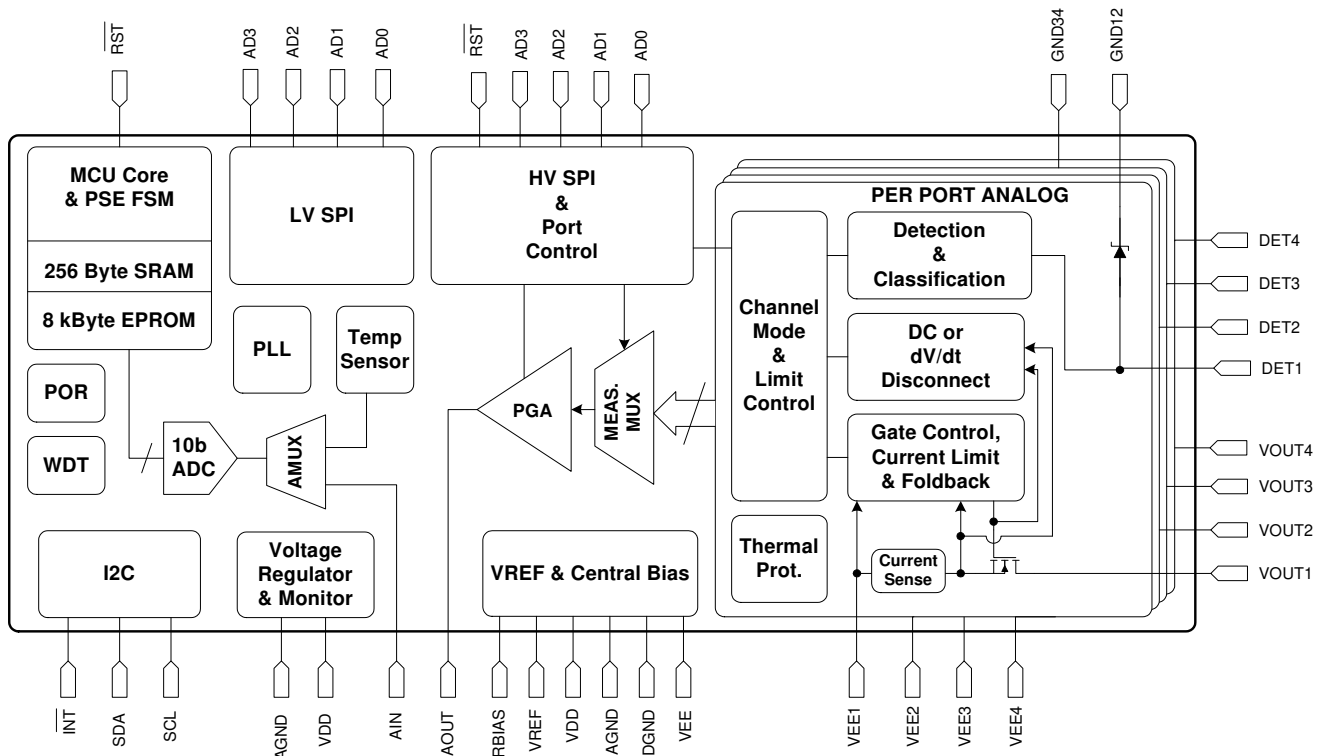 RST
AD3
AD2
AD1
AD0
RST
AD3
AD2
AD1
AD0
GND34
GND12
MCU Core
& PSE FSM
256 Byte SRAM
8 kByte EPROM
LV SPI
HV SPI
&
Port
Control
PER PORT ANALOG
Channel
Mode
&
Limit
Control
Detection
&
Classification
DC or
dV/dt
Disconnect
Gate Control,
Current Limit
& Foldback
Thermal
Prot.
Current
Sense
DET4
DET3
DET2
DET1
VOUT4
VOUT3
VOUT2
VOUT1
PLL
Temp
Sensor
POR
WDT
10b
ADC
AMUX
PGA
MEAS.
MUX
I2C
Voltage
Regulator
& Monitor
VREF & Central Bias
INT
SDA
SCL
AGND
VDD
AIN
AOUT
RBIAS
VREF
VDD
AGND
DGND
VEE
VEE1
VEE2
VEE3
VEE4